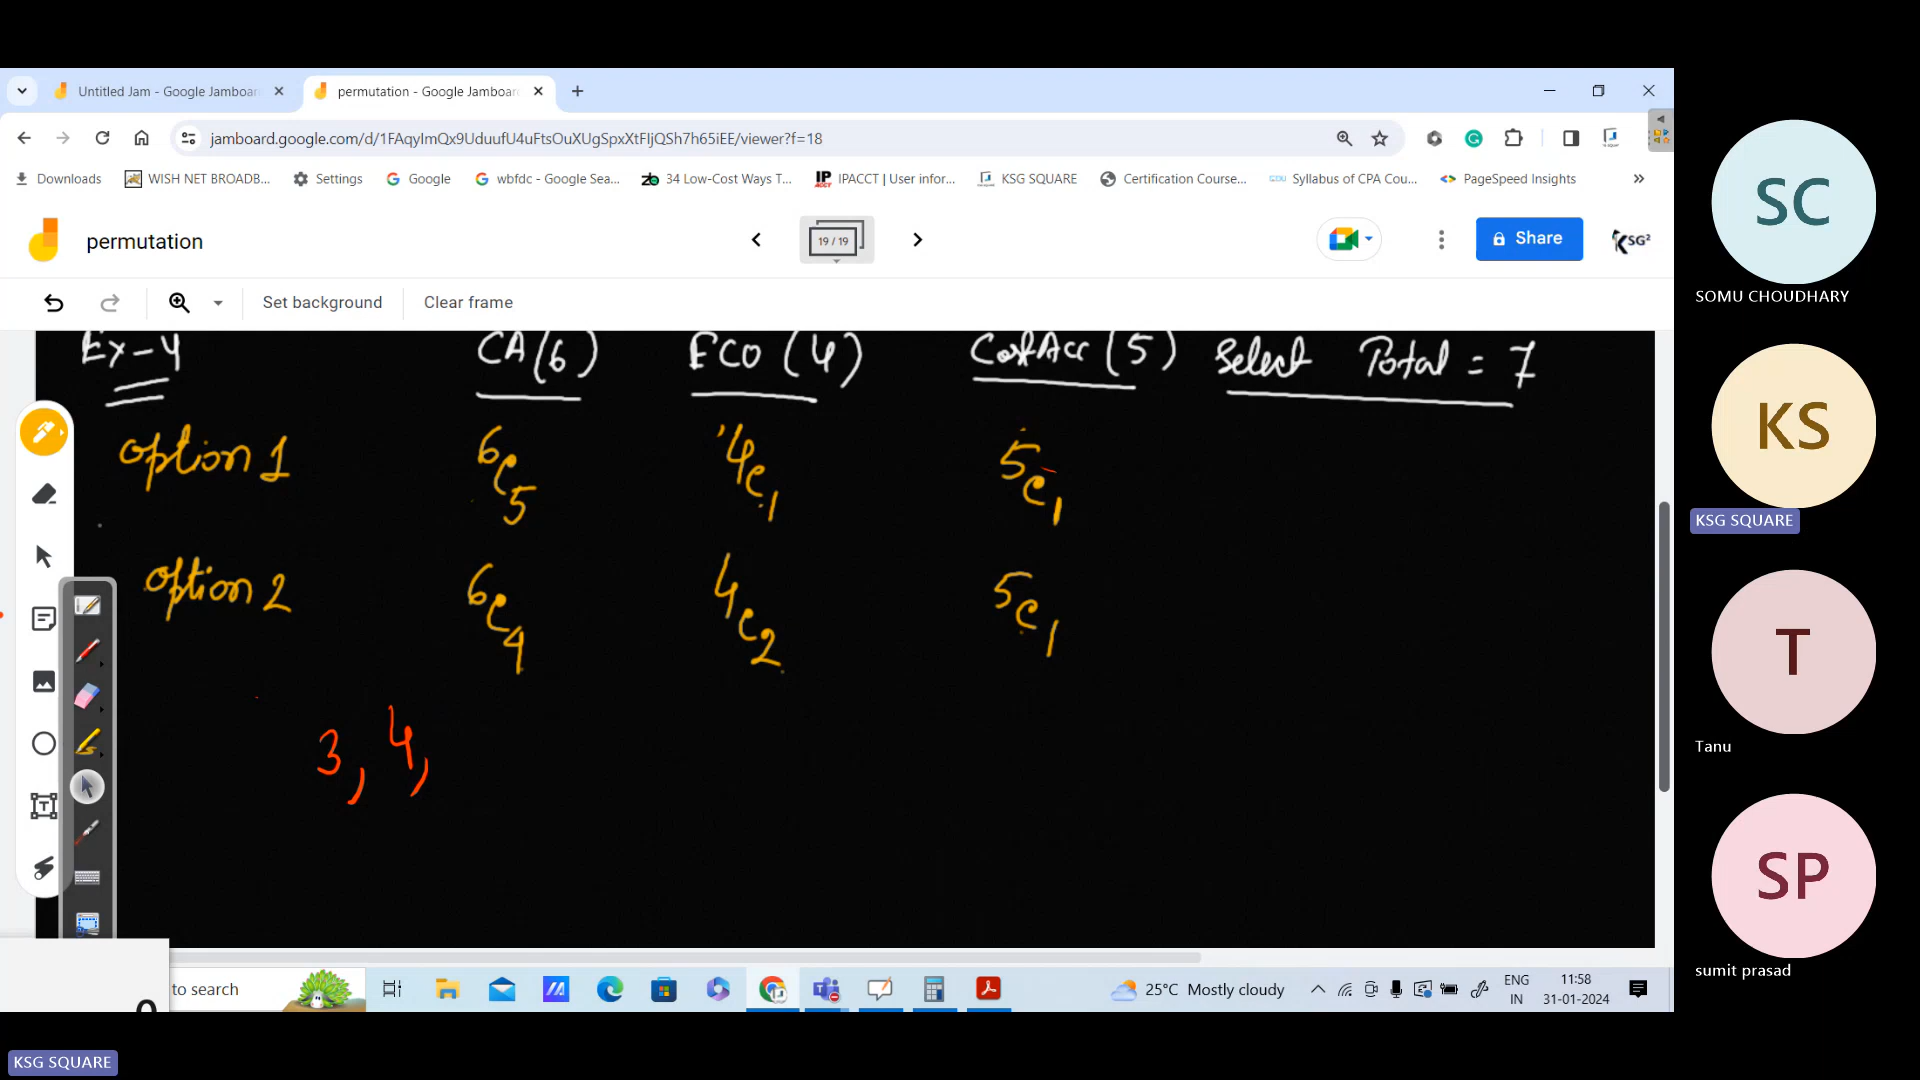 Untitled Jam - Google Jamboar
permutation - Google Jamboar
jamboard.google.com/d/1FAqyImQx9UduufU4uFtsOuXUgSpxXtFIjQSh7h65iEE/viewer?f=18
Downloads WISH NET BROADB... Settings Google wbfdc - Google Sea... 34 Low-Cost Ways T... IPACCT | User infor... KSG SQUARE Certification Course... Syllabus of CPA Cou... PageSpeed Insights »
permutation
19 / 19
Share
KSG²
Set background Clear frame
Ex-4 CA(6) ECO (4) CostAcc (5) Select Total = 7
option 1 6c5 4c1 5c1
option 2 6c4 4c2 5c1
3, 4,
to search
25°C Mostly cloudy
ENG
IN
11:58
31-01-2024
SC
SOMU CHOUDHARY
KS
KSG SQUARE
T
Tanu
SP
sumit prasad
KSG SQUARE